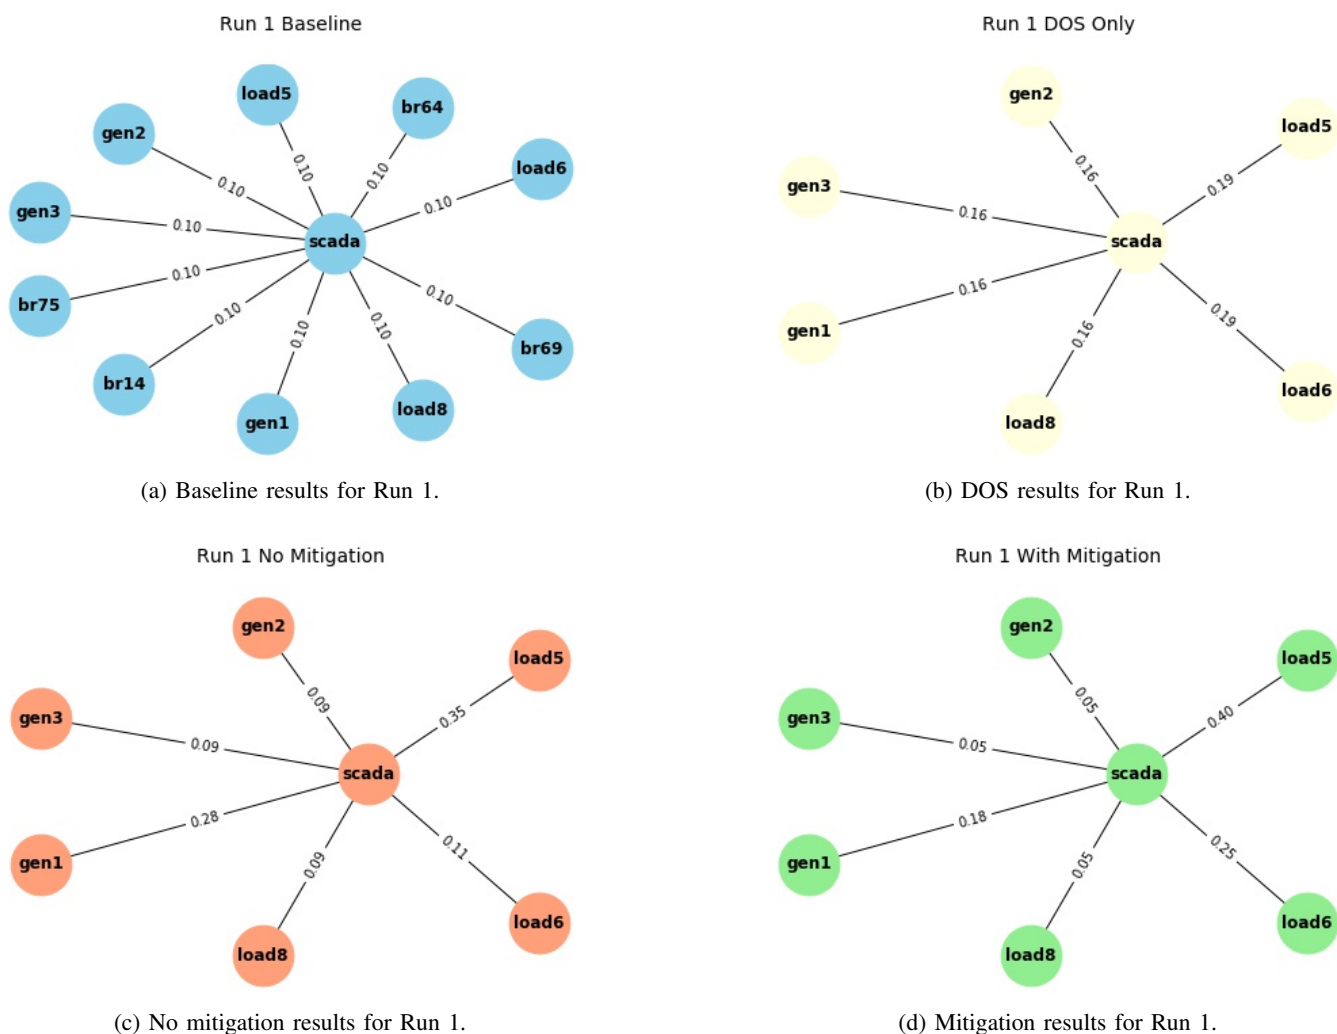 Run 1 Baseline
load5
br64
gen2
load6
0.10
0.10
0.10
0.10
0.10
gen3
0.10
scada
br75
0.10
0.10
0.10
0.10
0.10
br69
br14
load8
gen1
(a) Baseline results for Run 1.
Run 1 DOS Only
gen2
load5
0.16
0.19
gen3
0.16
scada
0.16
0.19
gen1
0.16
load6
load8
(b) DOS results for Run 1.
Run 1 No Mitigation
gen2
load5
0.09
0.35
gen3
0.09
scada
0.28
0.11
gen1
0.09
load6
load8
(c) No mitigation results for Run 1.
Run 1 With Mitigation
gen2
load5
0.05
0.40
gen3
0.05
scada
0.18
0.25
gen1
0.05
load6
load8
(d) Mitigation results for Run 1.